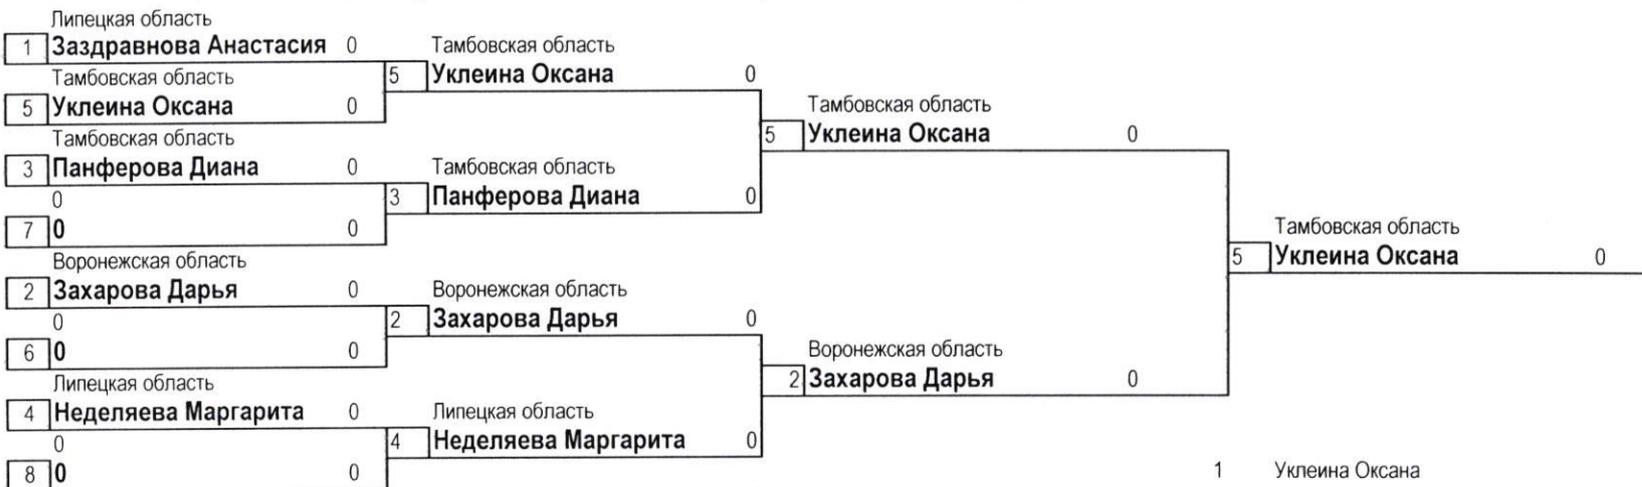 Липецкая область
1 Заздравнова Анастасия 0
Тамбовская область
5 Уклеина Оксана 0
Тамбовская область
3 Панферова Диана 0
0
7 0 0
Воронежская область
2 Захарова Дарья 0
0
6 0 0
Липецкая область
4 Неделяева Маргарита 0
0
8 0 0
Тамбовская область
5 Уклеина Оксана 0
Тамбовская область
3 Панферова Диана 0
Воронежская область
2 Захарова Дарья 0
Липецкая область
4 Неделяева Маргарита 0
Тамбовская область
5 Уклеина Оксана 0
Воронежская область
2 Захарова Дарья 0
Тамбовская область
5 Уклеина Оксана 0
1 Уклеина Оксана